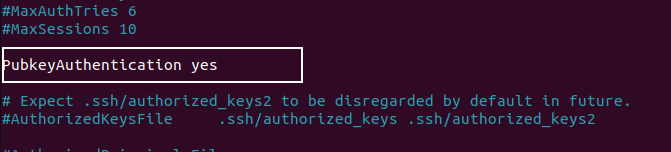 #MaxAuthTries 6
#MaxSessions 10
PubkeyAuthentication yes
# Expect .ssh/authorized_keys2 to be disregarded by default in future.
#AuthorizedKeysFile     .ssh/authorized_keys .ssh/authorized_keys2